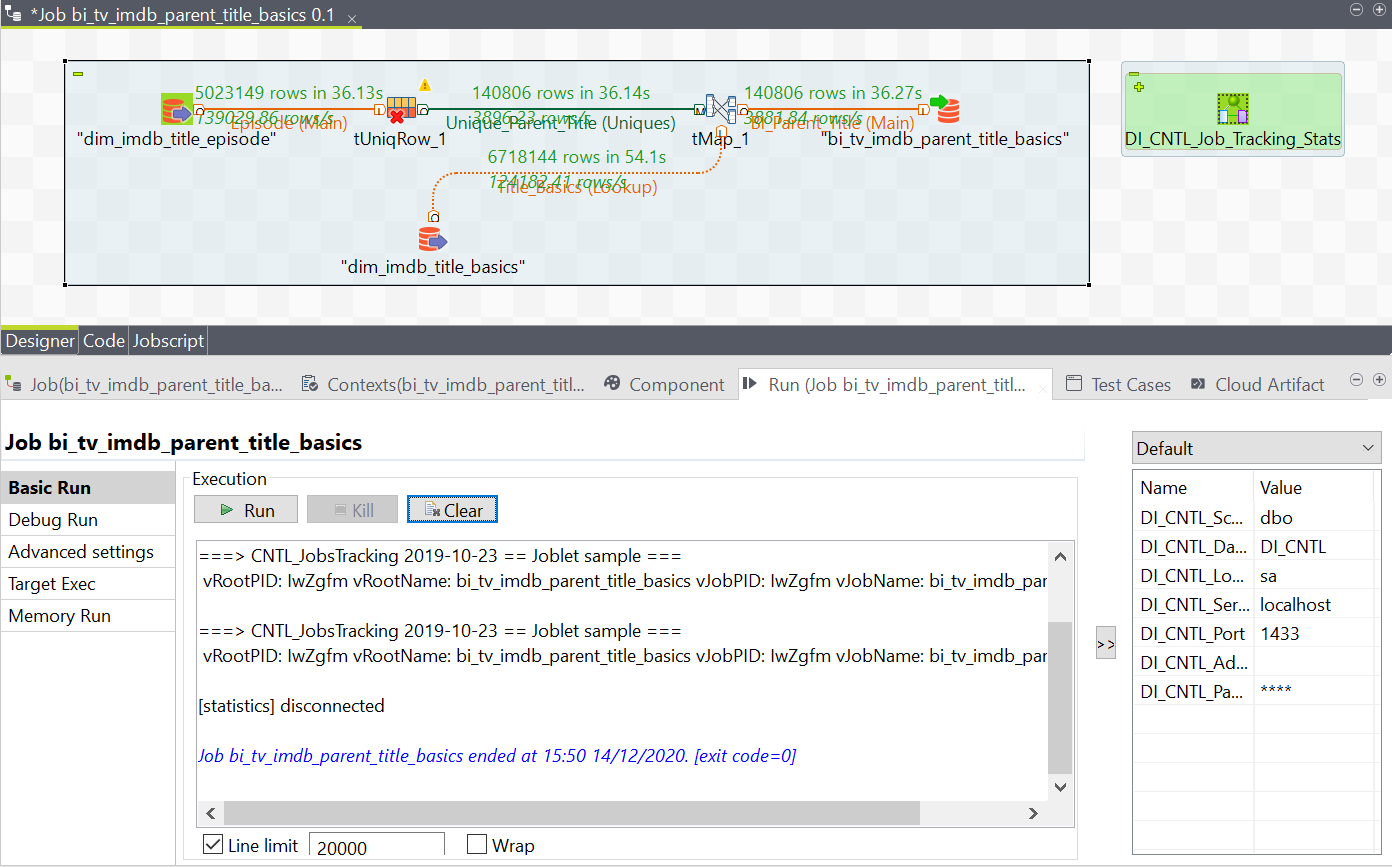 *Job bi_tv_imdb_parent_title_basics 0.1
5023149 rows in 36.13s
139029.86 rows/s
Episode (Main)
140806 rows in 36.14s
3896.23 rows/s
Unique_Parent_Title (Uniques)
140806 rows in 36.27s
3881.84 rows/s
Bi_Parent_Title (Main)
"dim_imdb_title_episode"
tUniqRow_1
tMap_1
"bi_tv_imdb_parent_title_basics"
DI_CNTL_Job_Tracking_Stats
6718144 rows in 54.1s
124182.41 rows/s
Title_Basics (Lookup)
"dim_imdb_title_basics"
Designer Code Jobscript
Job(bi_tv_imdb_parent_title_ba... Contexts(bi_tv_imdb_parent_titl... Component Run (Job bi_tv_imdb_parent_titl... Test Cases Cloud Artifact
Job bi_tv_imdb_parent_title_basics
Default
Basic Run
Debug Run
Advanced settings
Target Exec
Memory Run
Execution
Run Kill Clear
===> CNTL_JobsTracking 2019-10-23 == Joblet sample ===
vRootPID: IwZgfm vRootName: bi_tv_imdb_parent_title_basics vJobPID: IwZgfm vJobName: bi_tv_imdb_par
===> CNTL_JobsTracking 2019-10-23 == Joblet sample ===
vRootPID: IwZgfm vRootName: bi_tv_imdb_parent_title_basics vJobPID: IwZgfm vJobName: bi_tv_imdb_par
[statistics] disconnected
Job bi_tv_imdb_parent_title_basics ended at 15:50 14/12/2020. [exit code=0]
Line limit 20000 Wrap
>>
Name Value
DI_CNTL_Sc... dbo
DI_CNTL_Da... DI_CNTL
DI_CNTL_Lo... sa
DI_CNTL_Ser... localhost
DI_CNTL_Port 1433
DI_CNTL_Ad...
DI_CNTL_Pa... ****